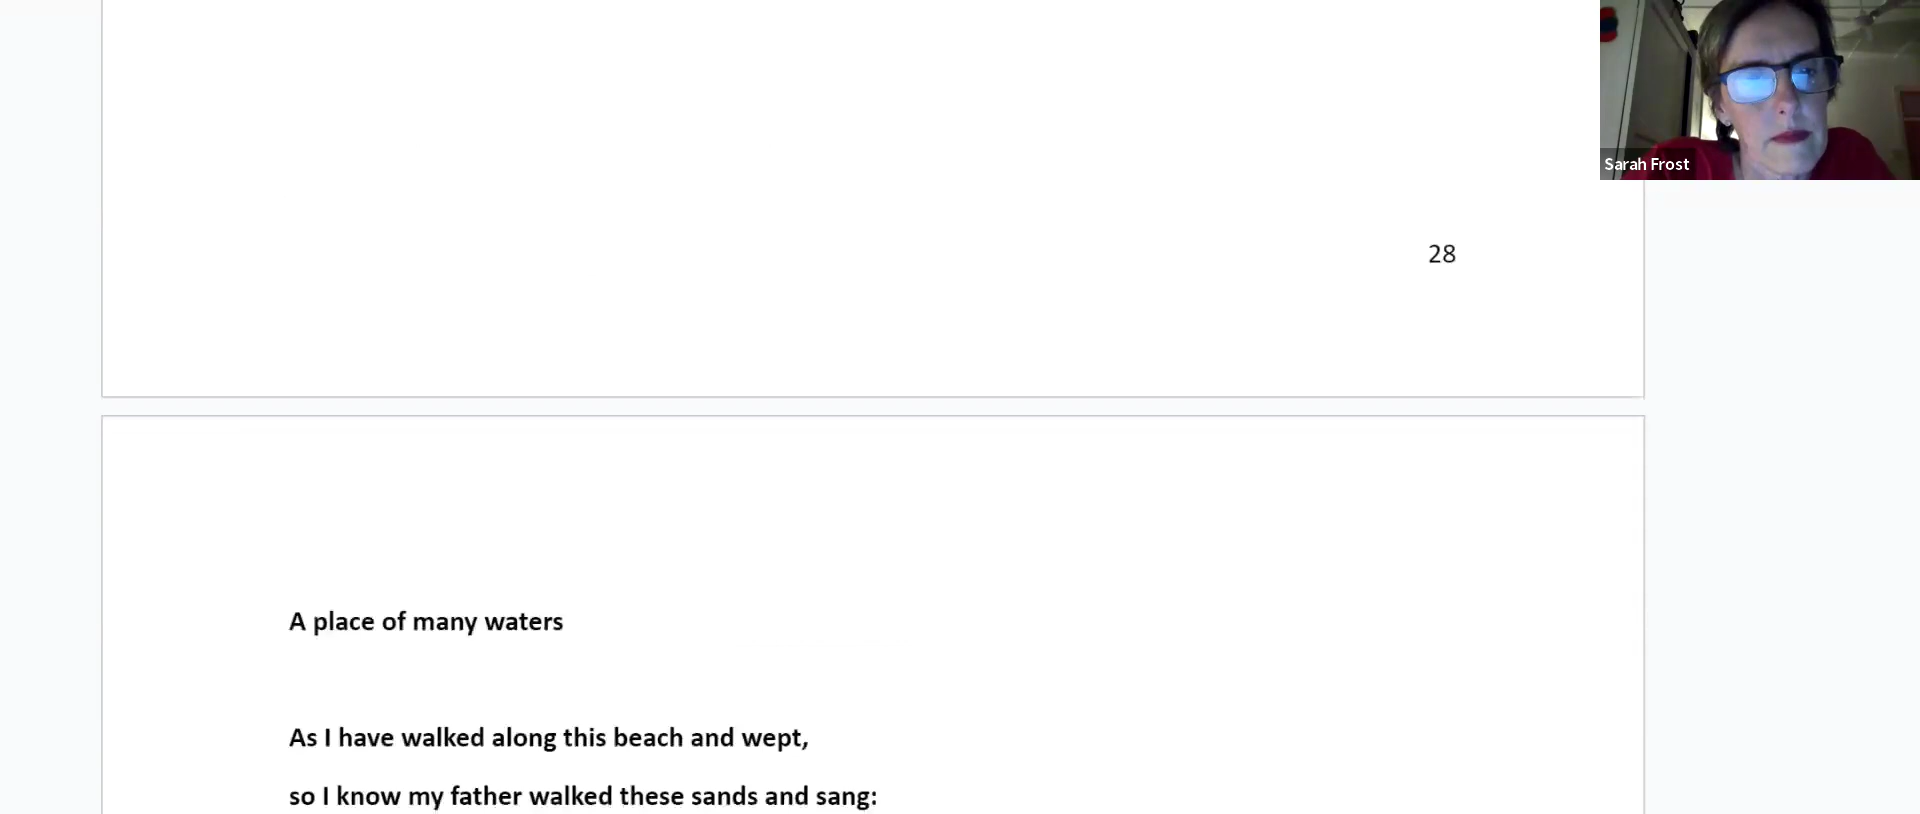 Sarah Frost
28
A place of many waters
As I have walked along this beach and wept,
so I know my father walked these sands and sang: